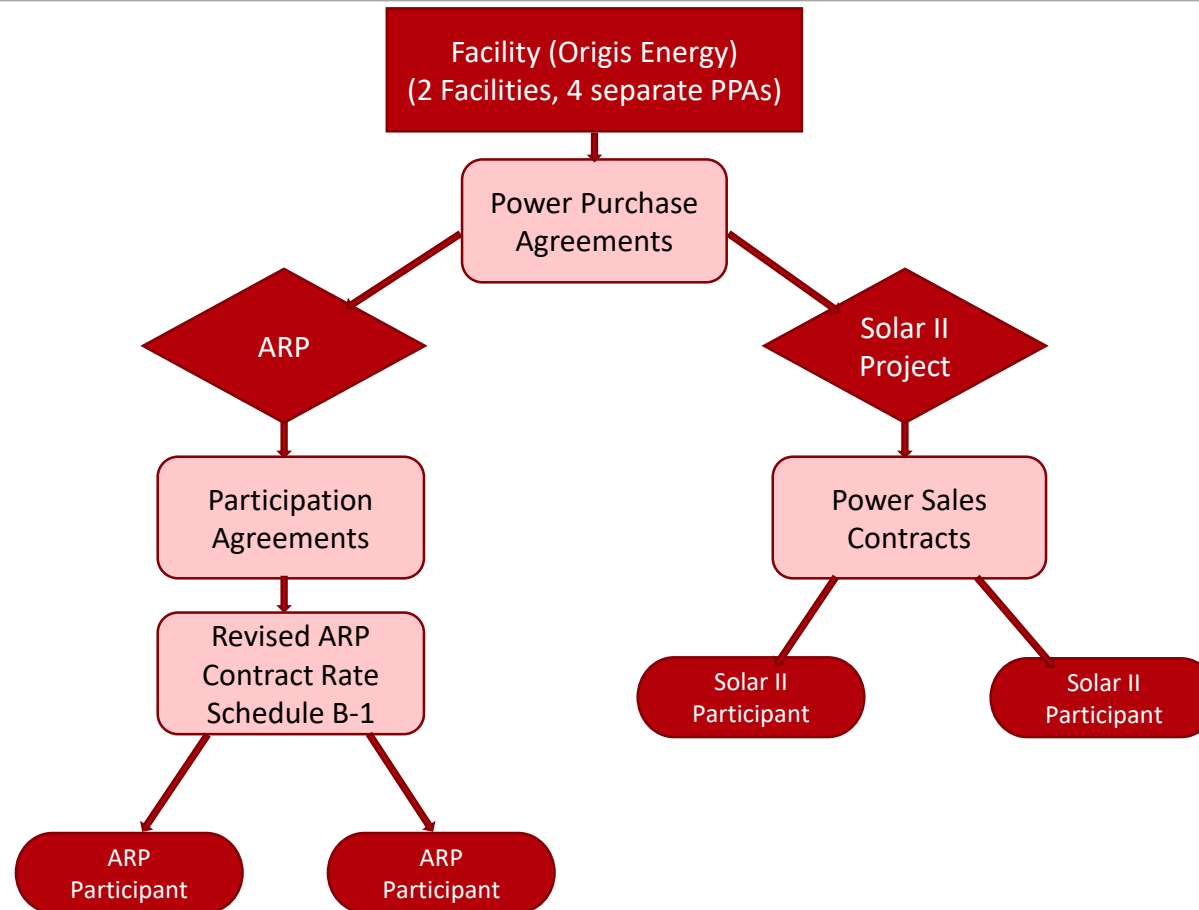 Facility (Origis Energy)
(2 Facilities, 4 separate PPAs)
Power Purchase
Agreements
ARP
Solar II
Project
Participation
Agreements
Power Sales
Contracts
Revised ARP
Contract Rate
Schedule B-1
Solar II
Participant
Solar II
Participant
ARP
Participant
ARP
Participant